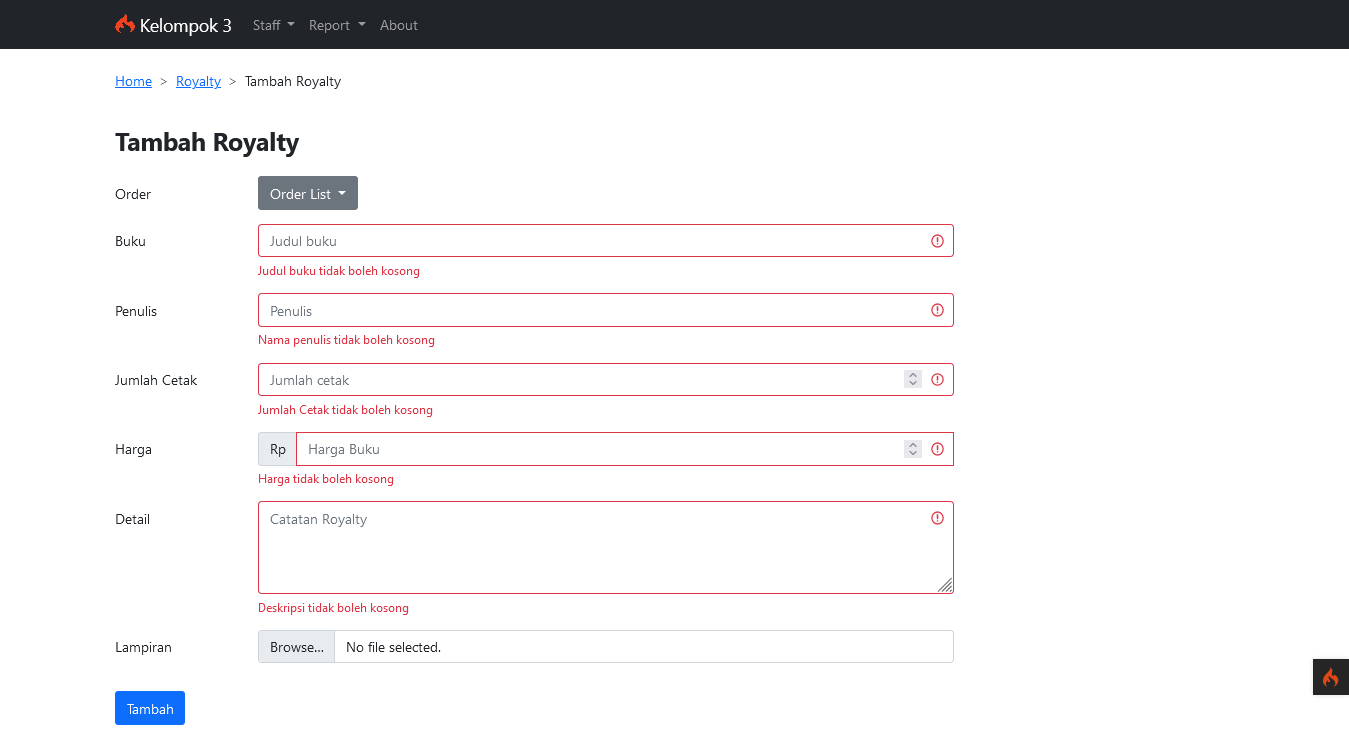 Kelompok 3 Staff Report About
Home > Royalty > Tambah Royalty
Tambah Royalty
Order Order List
Buku Judul buku
Judul buku tidak boleh kosong
Penulis Penulis
Nama penulis tidak boleh kosong
Jumlah Cetak Jumlah cetak
Jumlah Cetak tidak boleh kosong
Harga Rp Harga Buku
Harga tidak boleh kosong
Detail Catatan Royalty
Deskripsi tidak boleh kosong
Lampiran Browse... No file selected.
Tambah